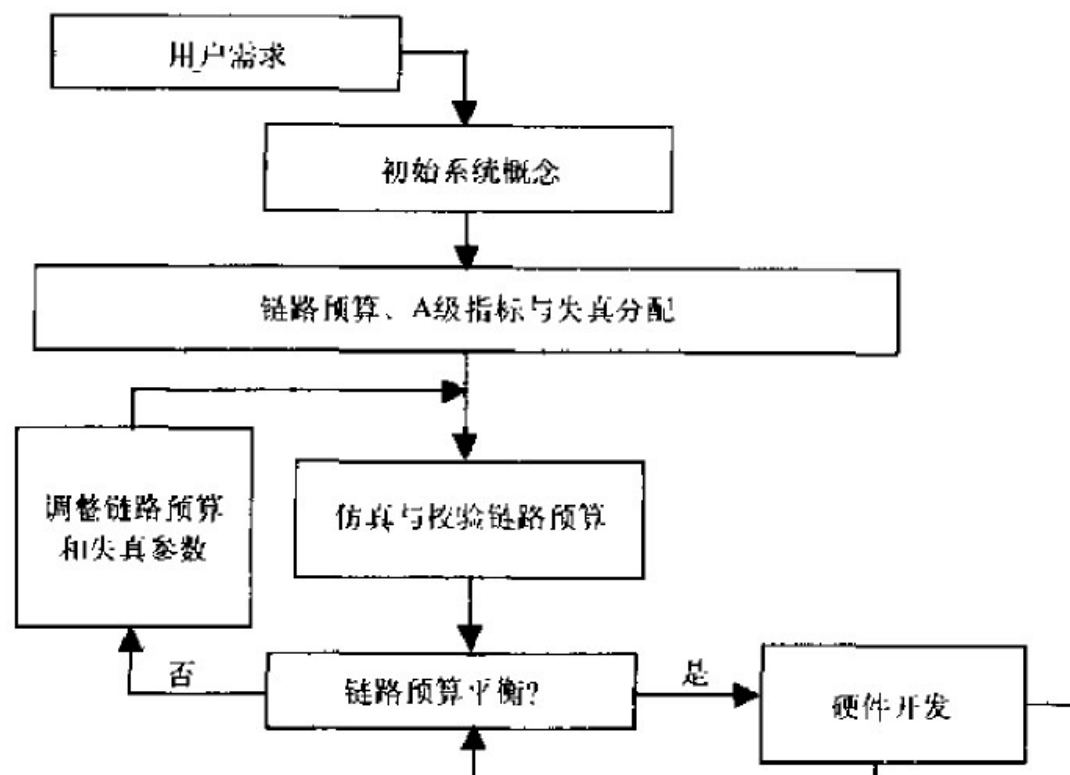 用户需求
初始系统概念
链路预算、A级指标与失真分配
调整链路预算
和失真参数
仿真与校验链路预算
否
链路预算平衡?
是
硬件开发